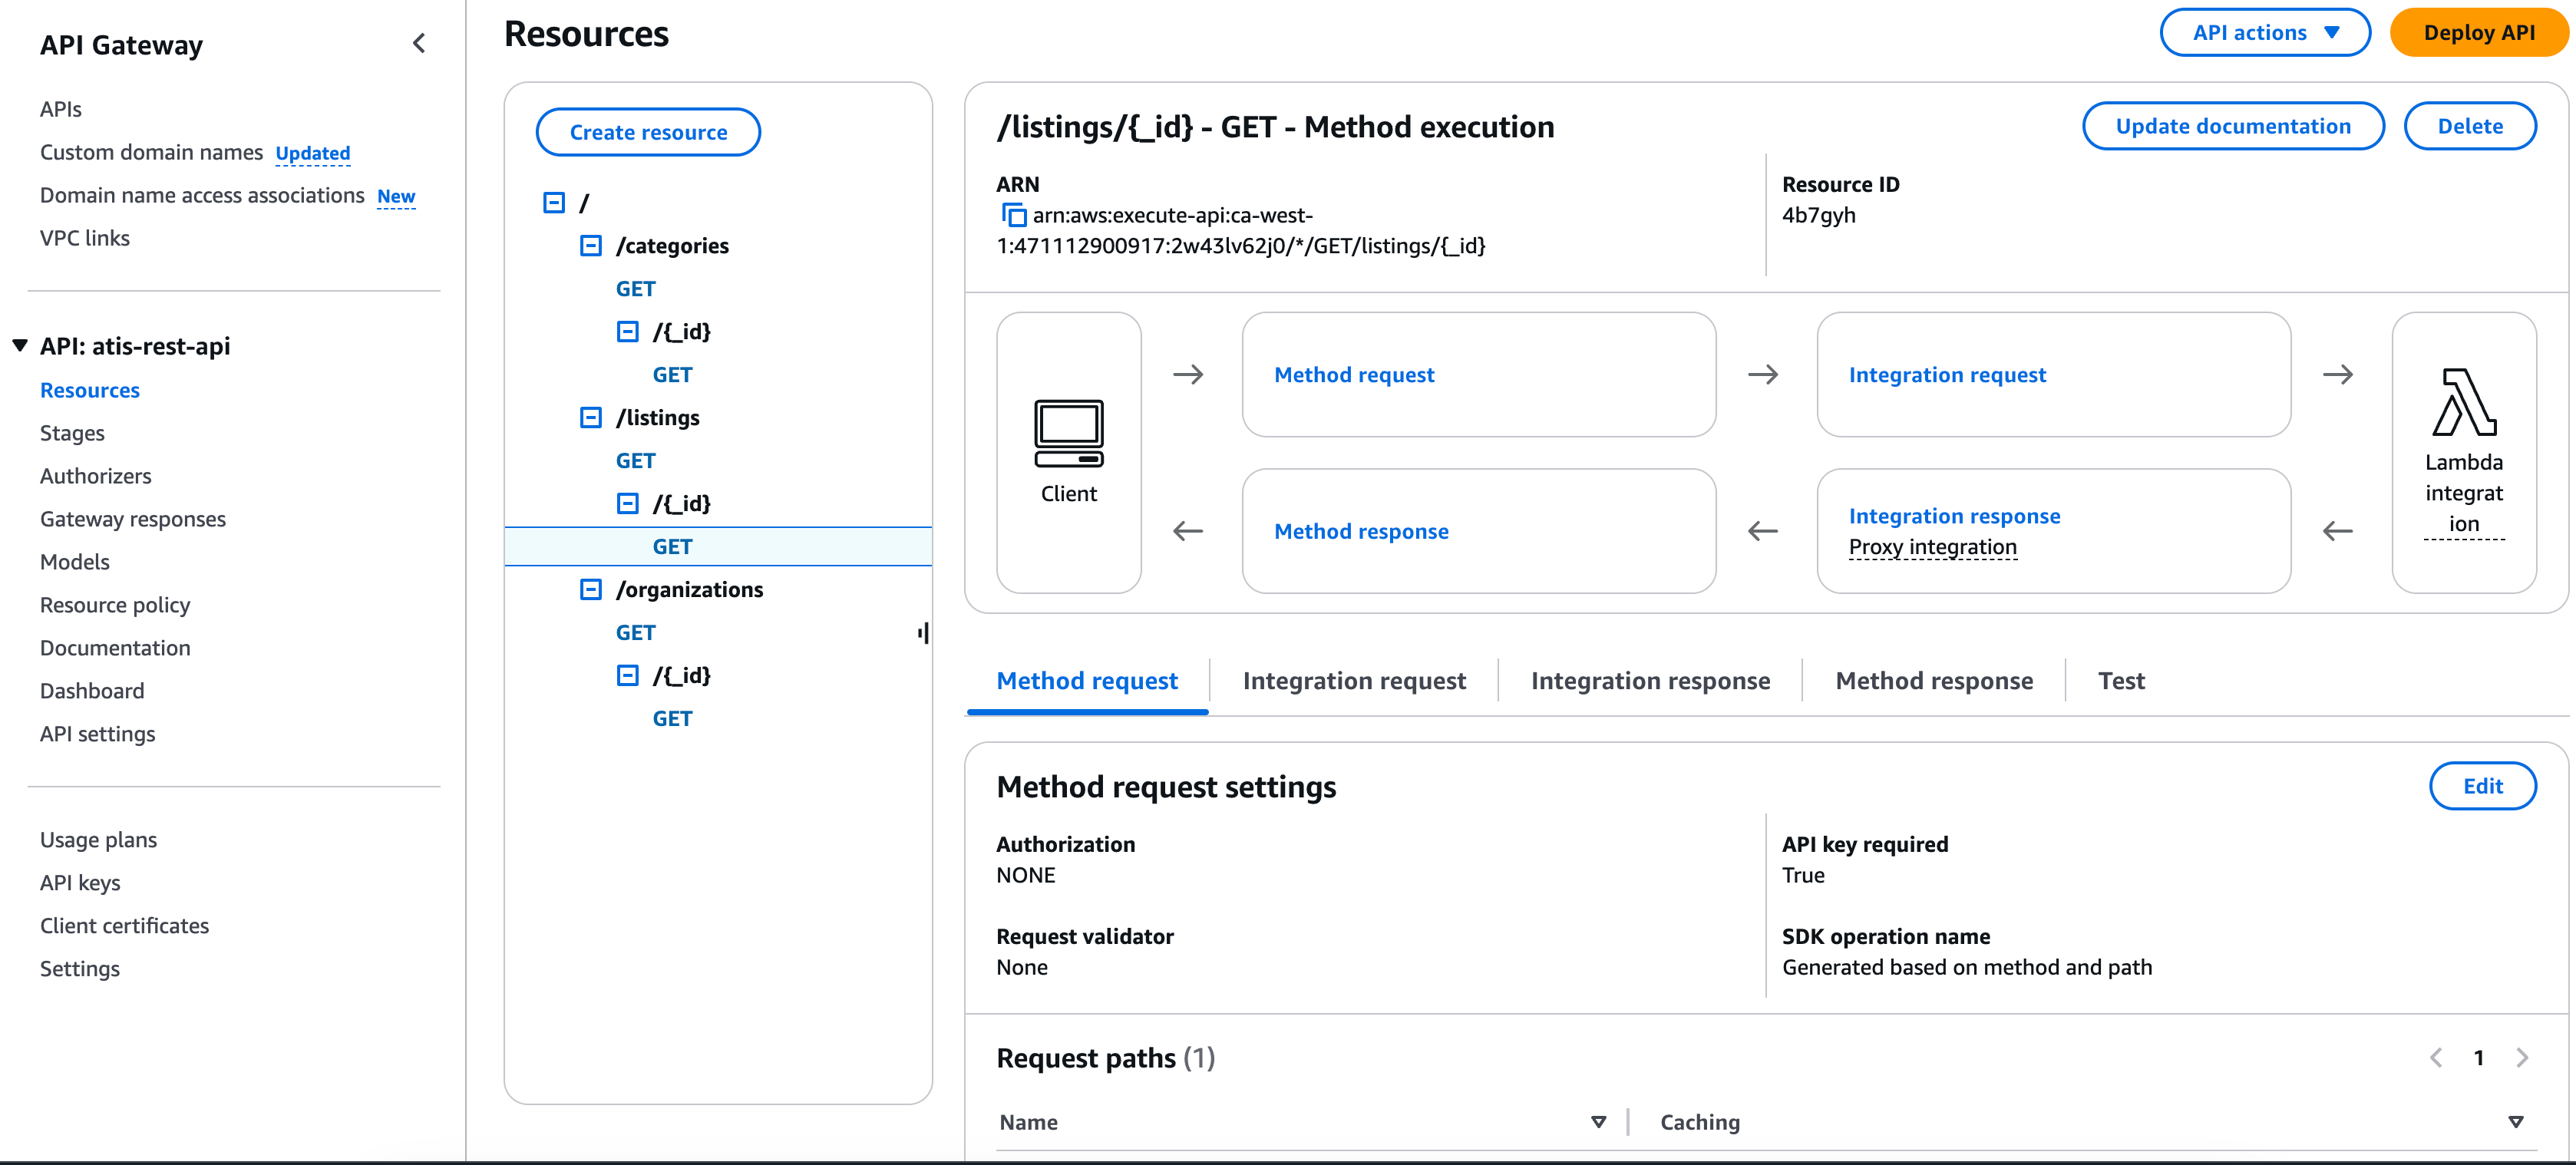 API Gateway
APIs
Custom domain names Updated
Domain name access associations New
VPC links
API: atis-rest-api
Resources
Stages
Authorizers
Gateway responses
Models
Resource policy
Documentation
Dashboard
API settings
Usage plans
API keys
Client certificates
Settings
Resources
API actions
Deploy API
Create resource
/
/categories
GET
/{_id}
GET
/listings
GET
/{_id}
GET
/organizations
GET
/{_id}
GET
/listings/{_id} - GET - Method execution
Update documentation
Delete
ARN
arn:aws:execute-api:ca-west-
1:471112900917:2w43lv62j0/*/GET/listings/{_id}
Resource ID
4b7gyh
Client
Method request
Integration request
Method response
Integration response
Proxy integration
Lambda
integrat
ion
Method request
Integration request
Integration response
Method response
Test
Method request settings
Edit
Authorization
NONE
API key required
True
Request validator
None
SDK operation name
Generated based on method and path
Request paths (1)
1
Name
Caching